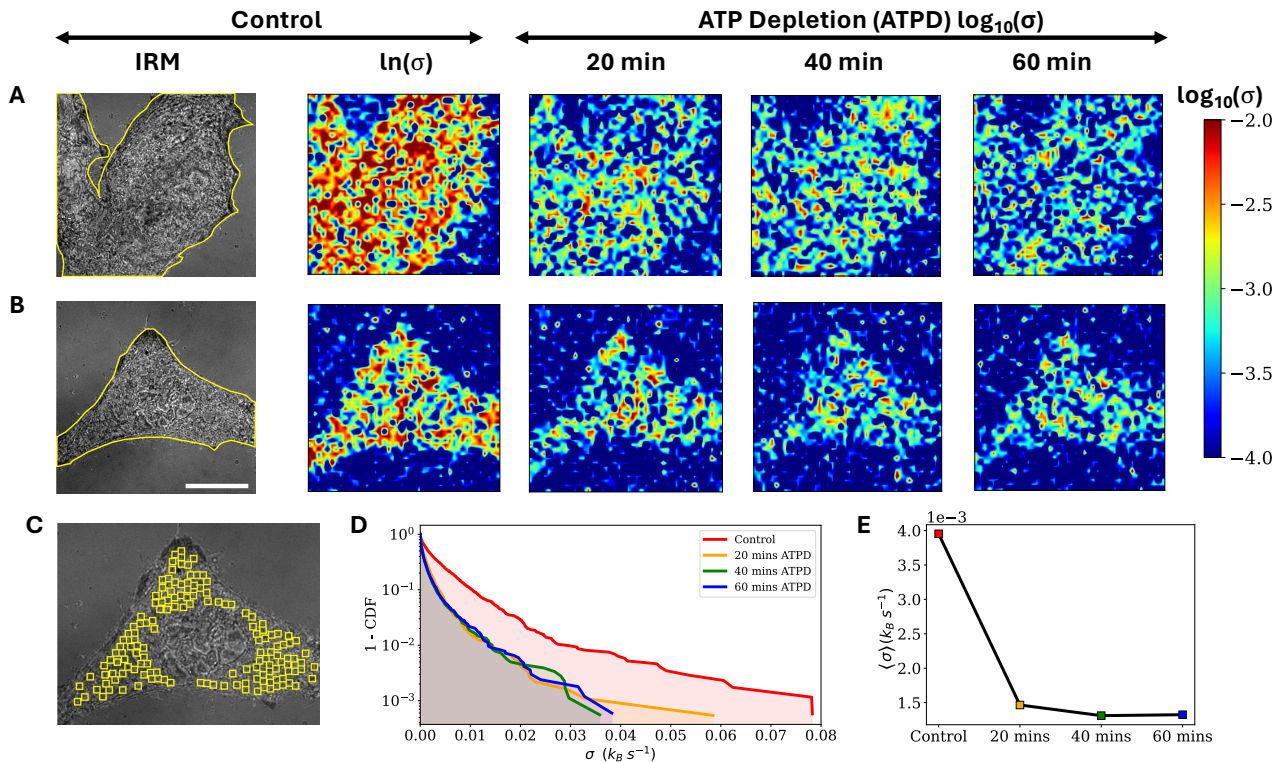 Control
ATP Depletion (ATPD) log₁₀(σ)
IRM
ln(σ)
20 min
40 min
60 min
A
log₁₀(σ)
−2.0
−2.5
−3.0
−3.5
−4.0
B
C
D
10⁰
10⁻¹
10⁻²
10⁻³
1 - CDF
Control
20 mins ATPD
40 mins ATPD
60 mins ATPD
0.00
0.01
0.02
0.03
0.04
0.05
0.06
0.07
0.08
σ (k_B s⁻¹)
E
1e−3
4.0
3.5
3.0
2.5
2.0
1.5
⟨σ⟩(k_B s⁻¹)
Control
20 mins
40 mins
60 mins